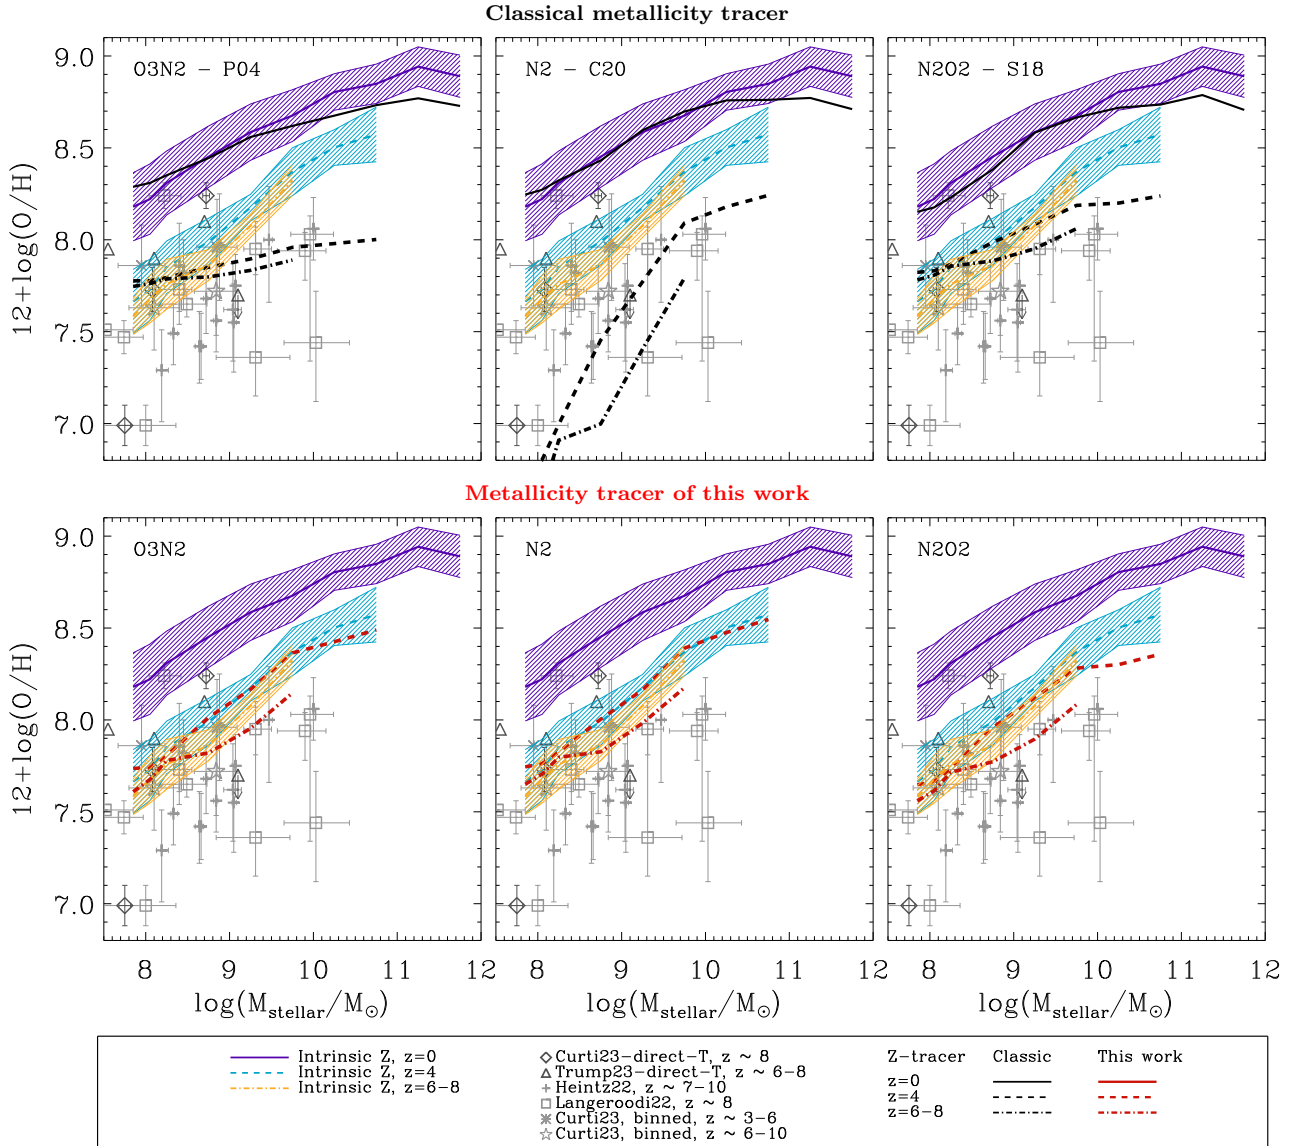 Classical metallicity tracer
O3N2 – P04
N2 – C20
N2O2 – S18
9.0
8.5
8.0
7.5
7.0
12+log(O/H)
Metallicity tracer of this work
O3N2
N2
N2O2
9.0
8.5
8.0
7.5
7.0
12+log(O/H)
8 9 10 11 12 8 9 10 11 12 8 9 10 11 12
log(M_stellar/M_⊙) log(M_stellar/M_⊙) log(M_stellar/M_⊙)
Intrinsic Z, z=0
Intrinsic Z, z=4
Intrinsic Z, z=6-8
Curti23-direct-T, z ~ 8
Trump23-direct-T, z ~ 6-8
Heintz22, z ~ 7-10
Langeroodi22, z ~ 8
Curti23, binned, z ~ 3-6
Curti23, binned, z ~ 6-10
Z-tracer Classic This work
z=0
z=4
z=6-8